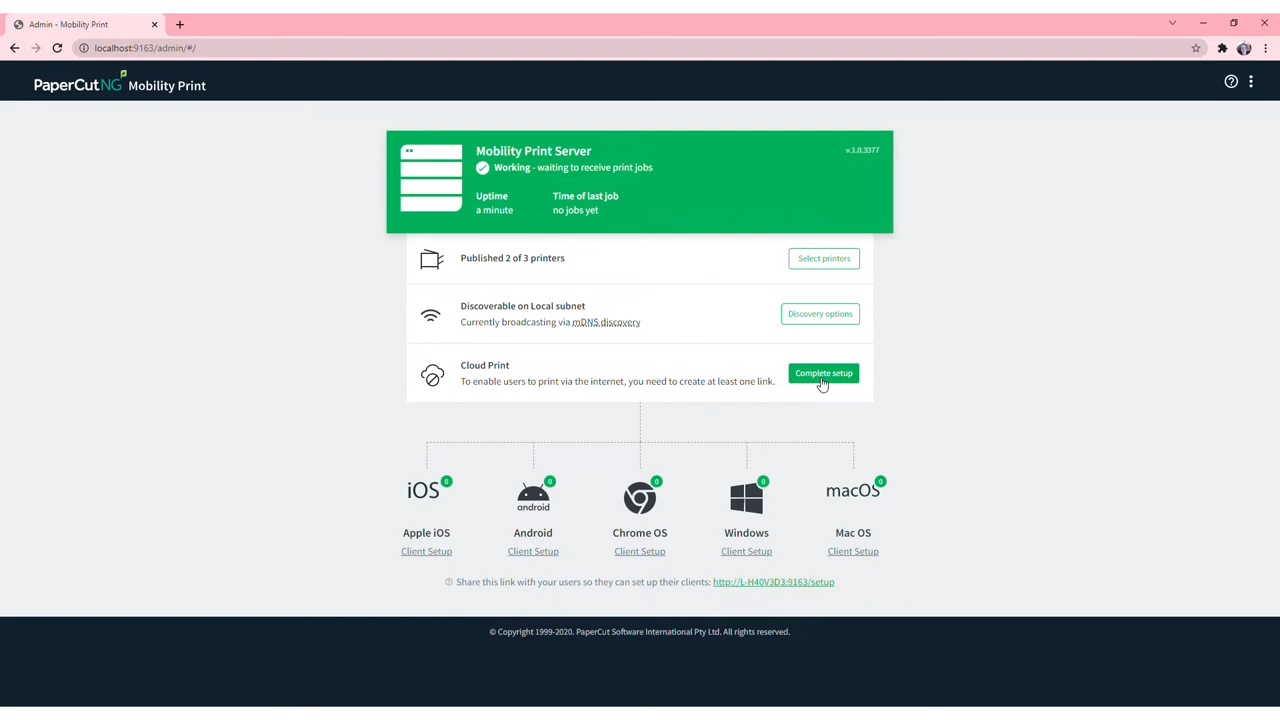 Admin - Mobility Print
localhost:9163/admin/#/
PaperCut NG Mobility Print
Mobility Print Server
v.1.0.3377
Working - waiting to receive print jobs
Uptime
Time of last job
a minute
no jobs yet
Published 2 of 3 printers
Select printers
Discoverable on Local subnet
Currently broadcasting via mDNS discovery
Discovery options
Cloud Print
To enable users to print via the internet, you need to create at least one link.
Complete setup
iOS 0
android 0
0
0
macOS 0
Apple iOS
Android
Chrome OS
Windows
Mac OS
Client Setup
Client Setup
Client Setup
Client Setup
Client Setup
Share this link with your users so they can set up their clients: http://L-H40V3D3:9163/setup
© Copyright 1999-2020. PaperCut Software International Pty Ltd. All rights reserved.